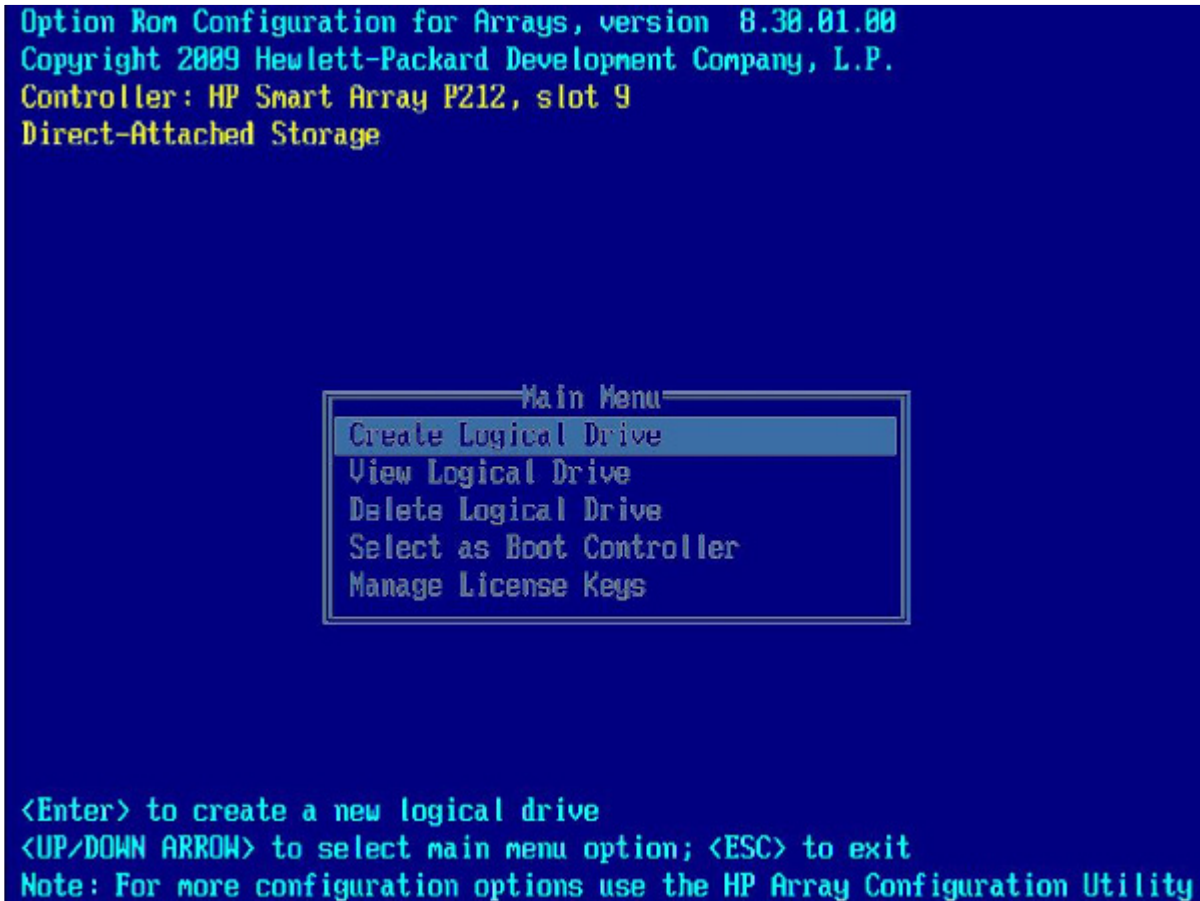 Option Rom Configuration for Arrays, version  8.30.01.00
Copyright 2009 Hewlett-Packard Development Company, L.P.
Controller: HP Smart Array P212, slot 9
Direct-Attached Storage
Main Menu
Create Logical Drive
View Logical Drive
Delete Logical Drive
Select as Boot Controller
Manage License Keys
<Enter> to create a new logical drive
<UP/DOWN ARROW> to select main menu option; <ESC> to exit
Note: For more configuration options use the HP Array Configuration Utility